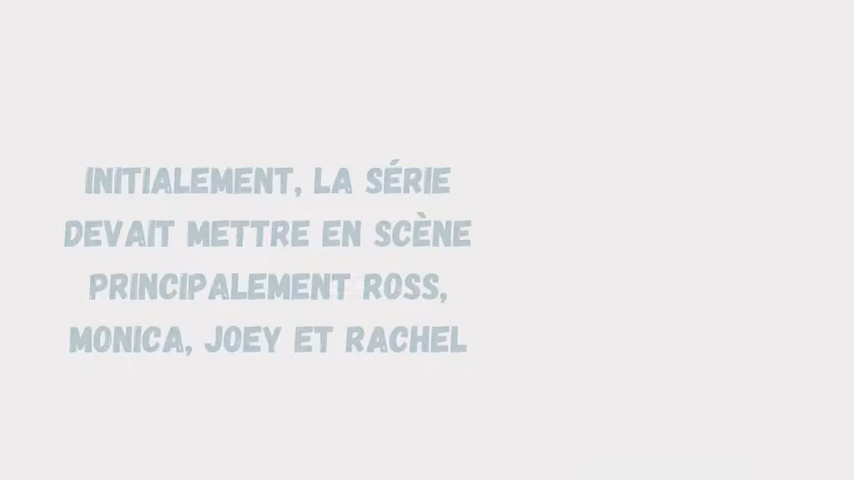 INITIALEMENT, LA SÉRIE
DEVAIT METTRE EN SCÈNE
PRINCIPALEMENT ROSS,
MONICA, JOEY ET RACHEL